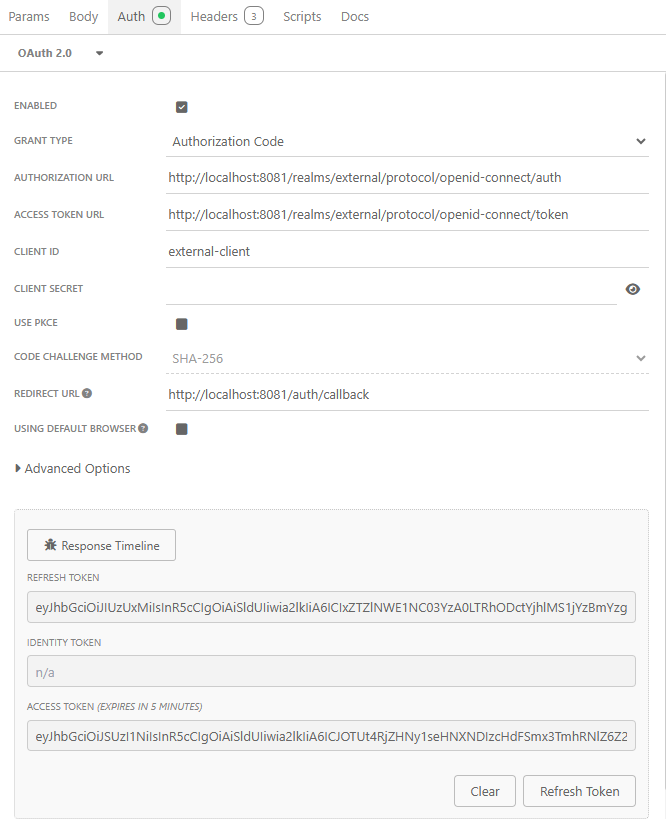 Params Body Auth Headers 3 Scripts Docs
OAuth 2.0
ENABLED
GRANT TYPE Authorization Code
AUTHORIZATION URL http://localhost:8081/realms/external/protocol/openid-connect/auth
ACCESS TOKEN URL http://localhost:8081/realms/external/protocol/openid-connect/token
CLIENT ID external-client
CLIENT SECRET
USE PKCE
CODE CHALLENGE METHOD SHA-256
REDIRECT URL http://localhost:8081/auth/callback
USING DEFAULT BROWSER
Advanced Options
Response Timeline
REFRESH TOKEN
eyJhbGciOiJIUzUxMiIsInR5cCIgOiAiSldUIiwia2lkIiA6ICIxZTZlNWE1NC03YzA0LTRhODctYjhlMS1jYzBmYzg
IDENTITY TOKEN
n/a
ACCESS TOKEN (EXPIRES IN 5 MINUTES)
eyJhbGciOiJSUzI1NiIsInR5cCIgOiAiSldUIiwia2lkIiA6ICJOTUt4RjZHNy1seHNXNDIzcHdFSmx3TmhRNlZ6Z2
Clear Refresh Token